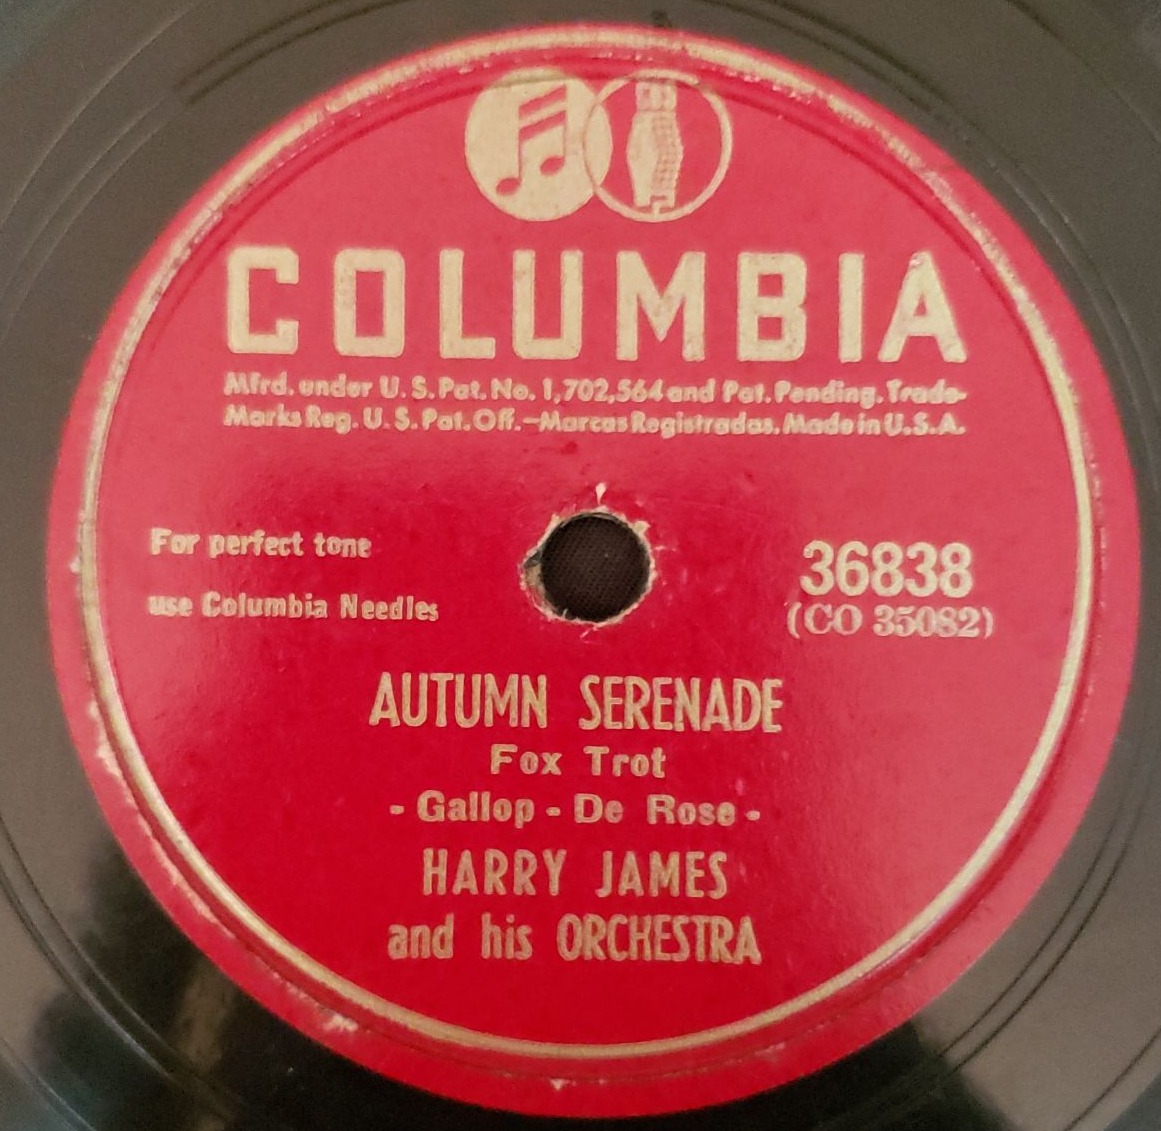 CBS
COLUMBIA
Mfrd. under U.S. Pat. No. 1,702,564 and Pat. Pending. Trade-
Marks Reg. U.S. Pat. Off.—Marcas Registradas. Made in U.S.A.
For perfect tone
use Columbia Needles
36838
(CO 35082)
AUTUMN SERENADE
Fox Trot
- Gallop - De Rose -
HARRY JAMES
and his ORCHESTRA